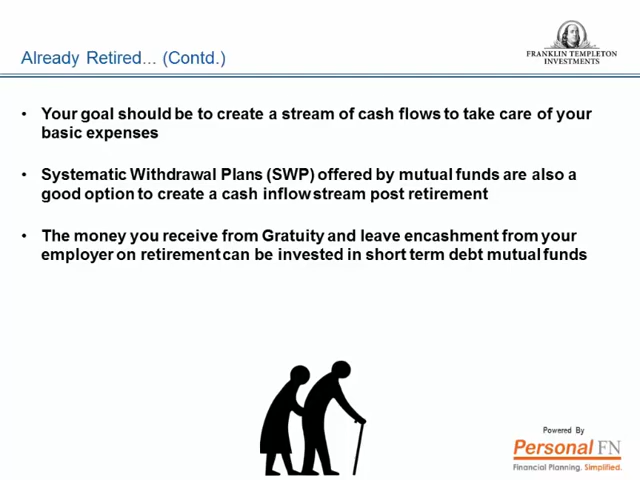 Already Retired... (Contd.)
FRANKLIN TEMPLETON
INVESTMENTS
• Your goal should be to create a stream of cash flows to take care of your
basic expenses
• Systematic Withdrawal Plans (SWP) offered by mutual funds are also a
good option to create a cash inflow stream post retirement
• The money you receive from Gratuity and leave encashment from your
employer on retirement can be invested in short term debt mutual funds
Powered By
Personal FN
Financial Planning. Simplified.